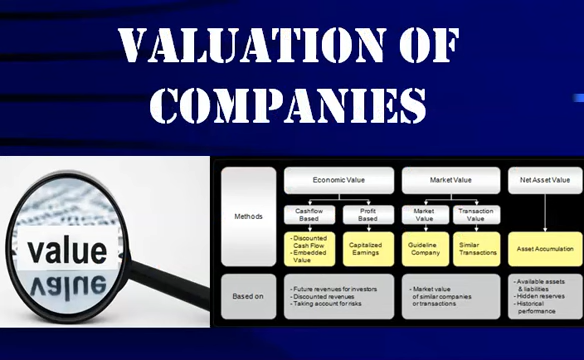 VALUATION OF
COMPANIES
value
value
Economic Value
Market Value
Net Asset Value
Methods
Cashflow
Based
Profit
Based
Market
Value
Transaction
Value
- Discounted
Cash Flow
- Embedded
Value
Capitalized
Earnings
Guideline
Company
Similar
Transactions
Asset Accumulation
Based on
- Future revenues for investors
- Discounted revenues
- Taking account for risks
- Market value
of similar companies
or transactions
- Available assets
& liabilities
- Hidden reserves
- Historical
performance